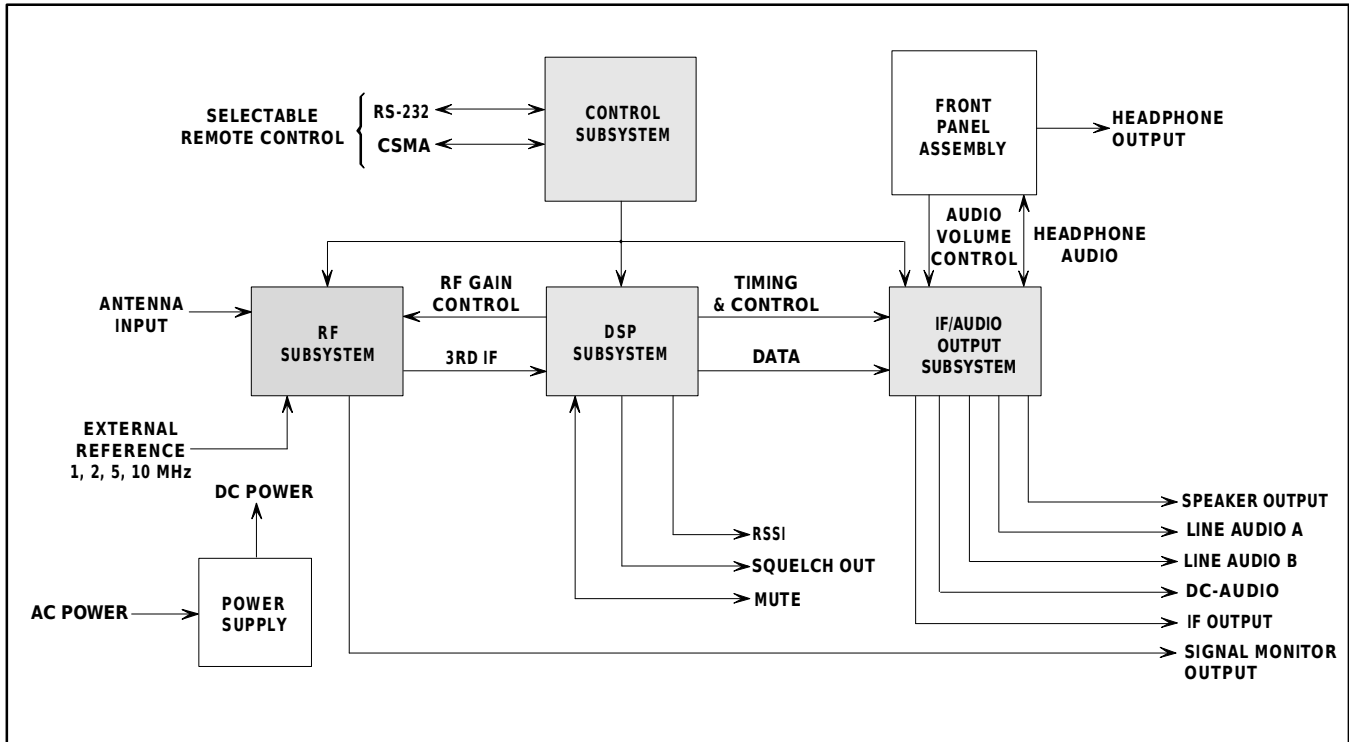 SELECTABLE
REMOTE CONTROL
RS-232
CSMA
CONTROL
SUBSYSTEM
FRONT
PANEL
ASSEMBLY
HEADPHONE
OUTPUT
AUDIO
VOLUME
CONTROL
HEADPHONE
AUDIO
ANTENNA
INPUT
RF
SUBSYSTEM
RF GAIN
CONTROL
3RD IF
DSP
SUBSYSTEM
TIMING
& CONTROL
DATA
IF/AUDIO
OUTPUT
SUBSYSTEM
EXTERNAL
REFERENCE
1, 2, 5, 10 MHz
DC POWER
AC POWER
POWER
SUPPLY
RSSI
SQUELCH OUT
MUTE
SPEAKER OUTPUT
LINE AUDIO A
LINE AUDIO B
DC-AUDIO
IF OUTPUT
SIGNAL MONITOR
OUTPUT